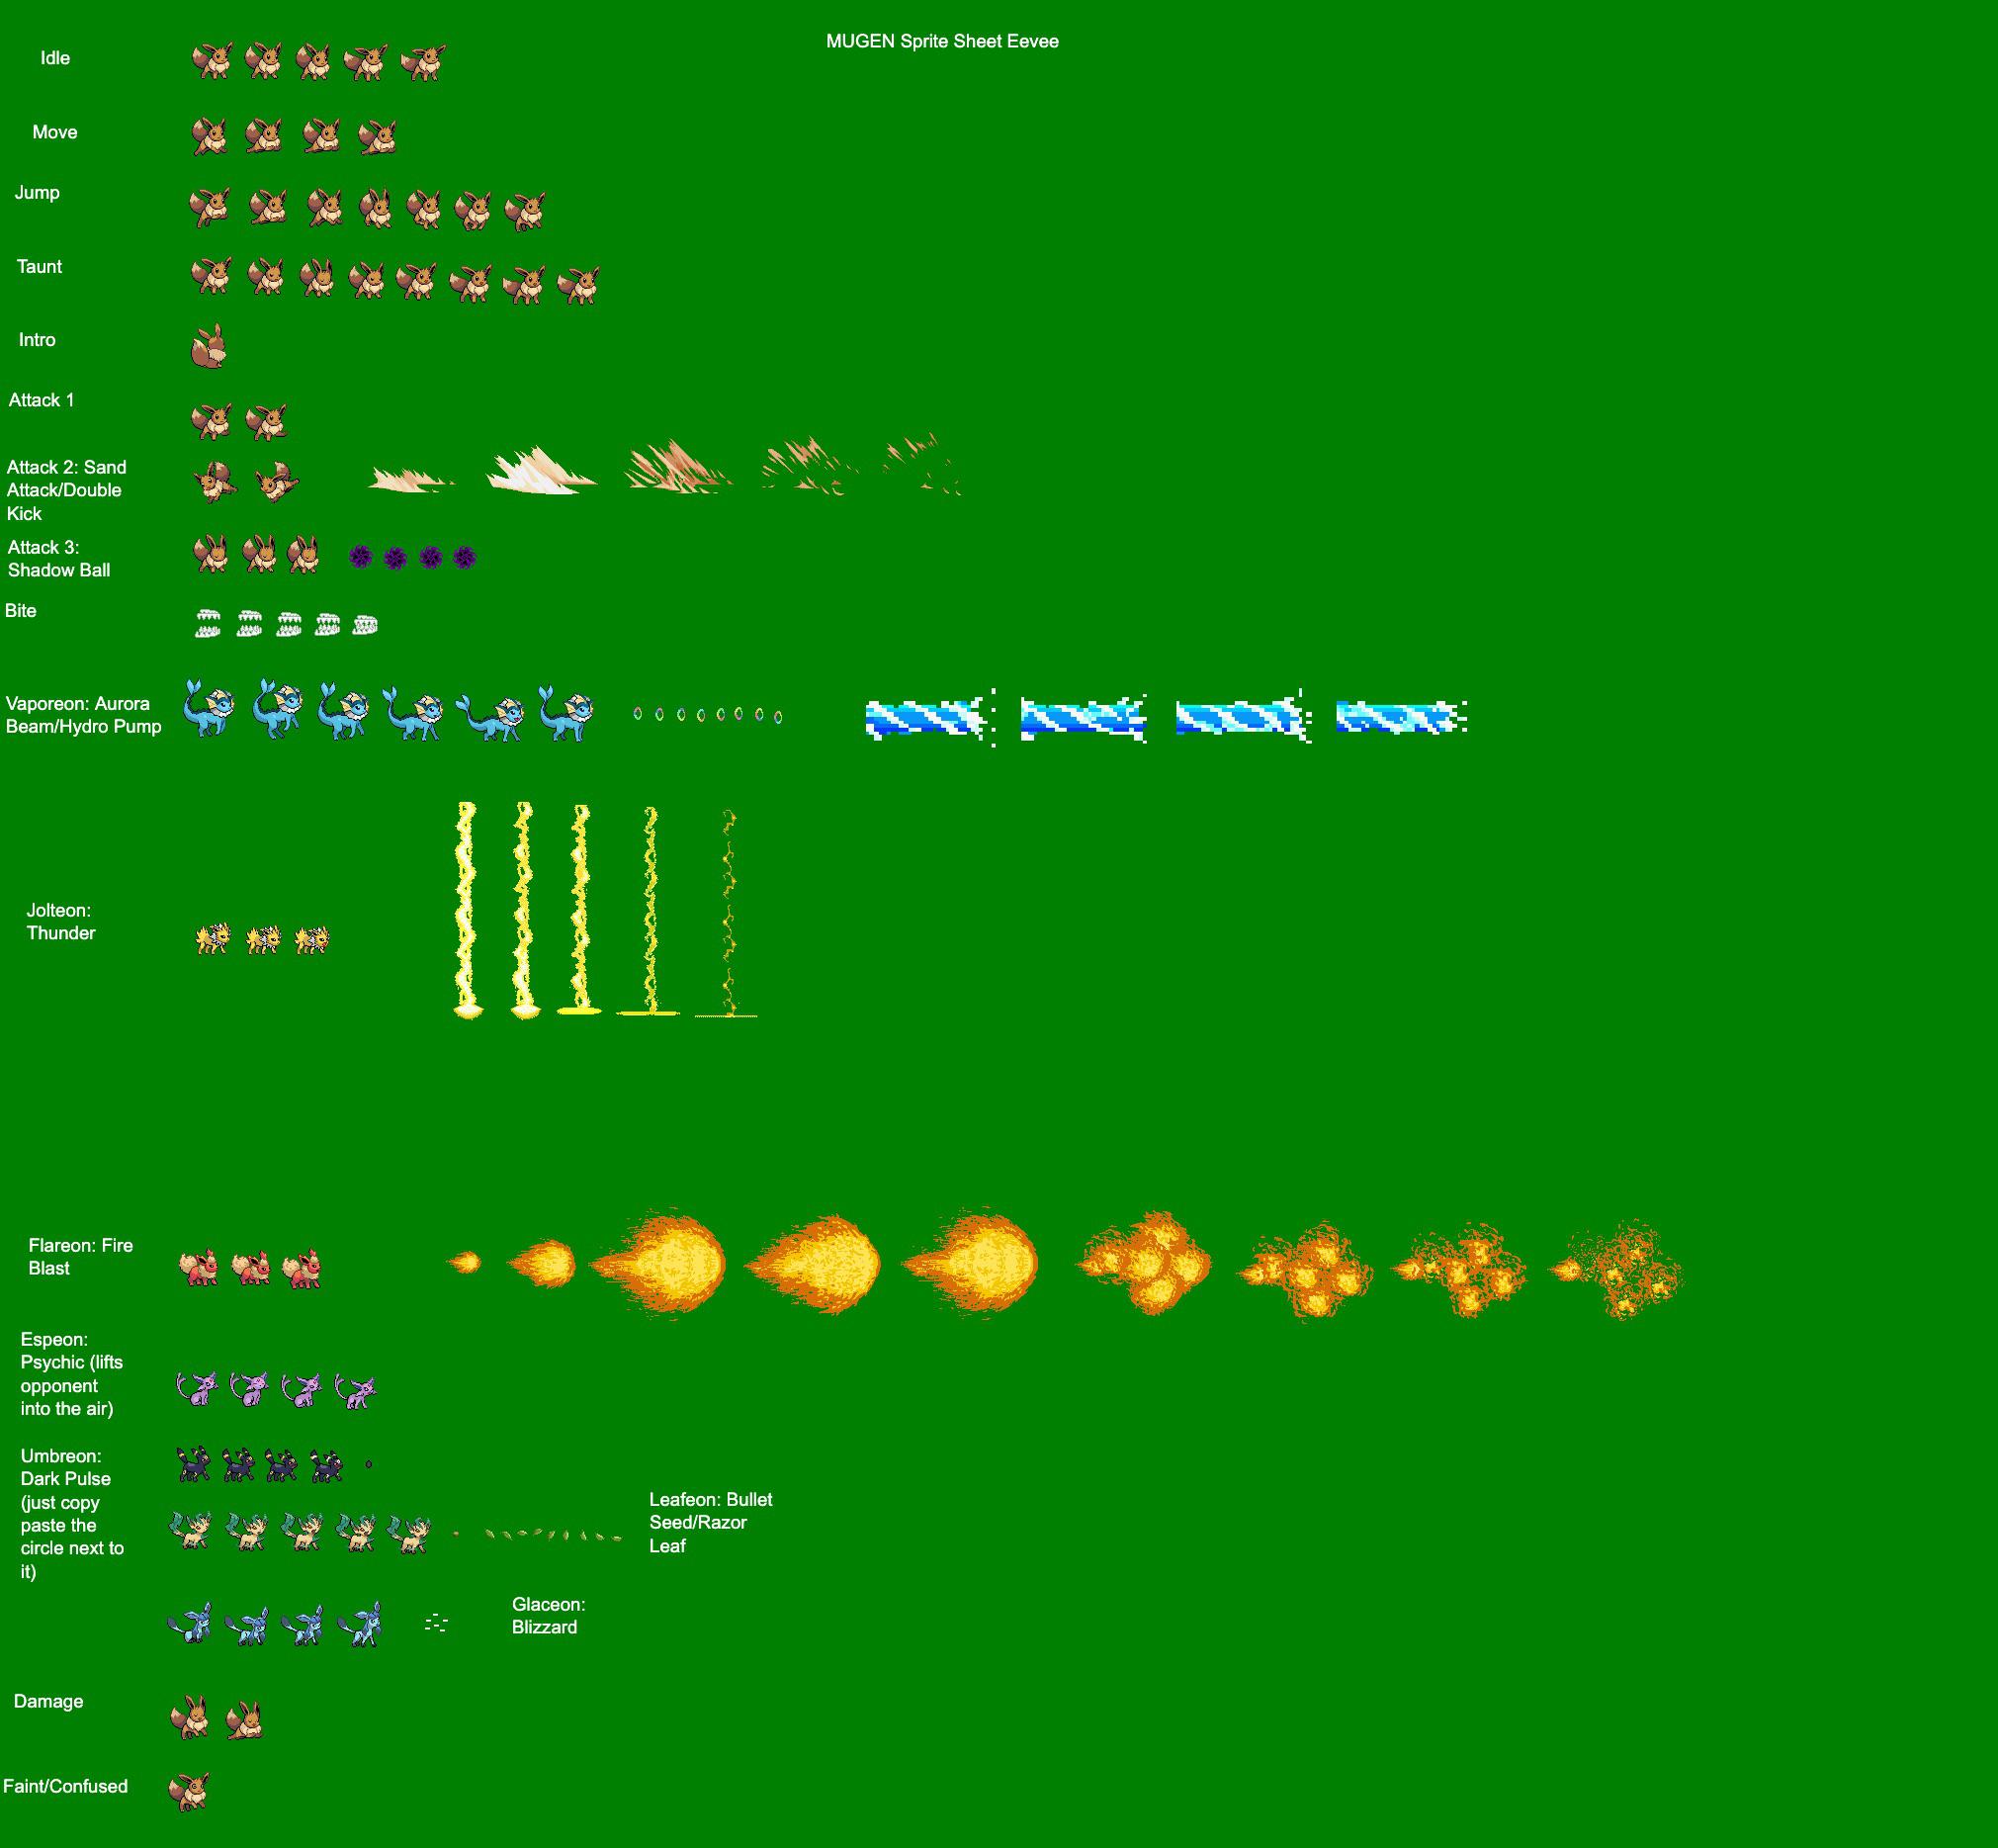 MUGEN Sprite Sheet Eevee
Idle
Move
Jump
Taunt
Intro
Attack 1
Attack 2: Sand
Attack/Double
Kick
Attack 3:
Shadow Ball
Bite
Vaporeon: Aurora
Beam/Hydro Pump
Jolteon:
Thunder
Flareon: Fire
Blast
Espeon:
Psychic (lifts
opponent
into the air)
Umbreon:
Dark Pulse
(just copy
paste the
circle next to
it)
Leafeon: Bullet
Seed/Razor
Leaf
Glaceon:
Blizzard
Damage
Faint/Confused